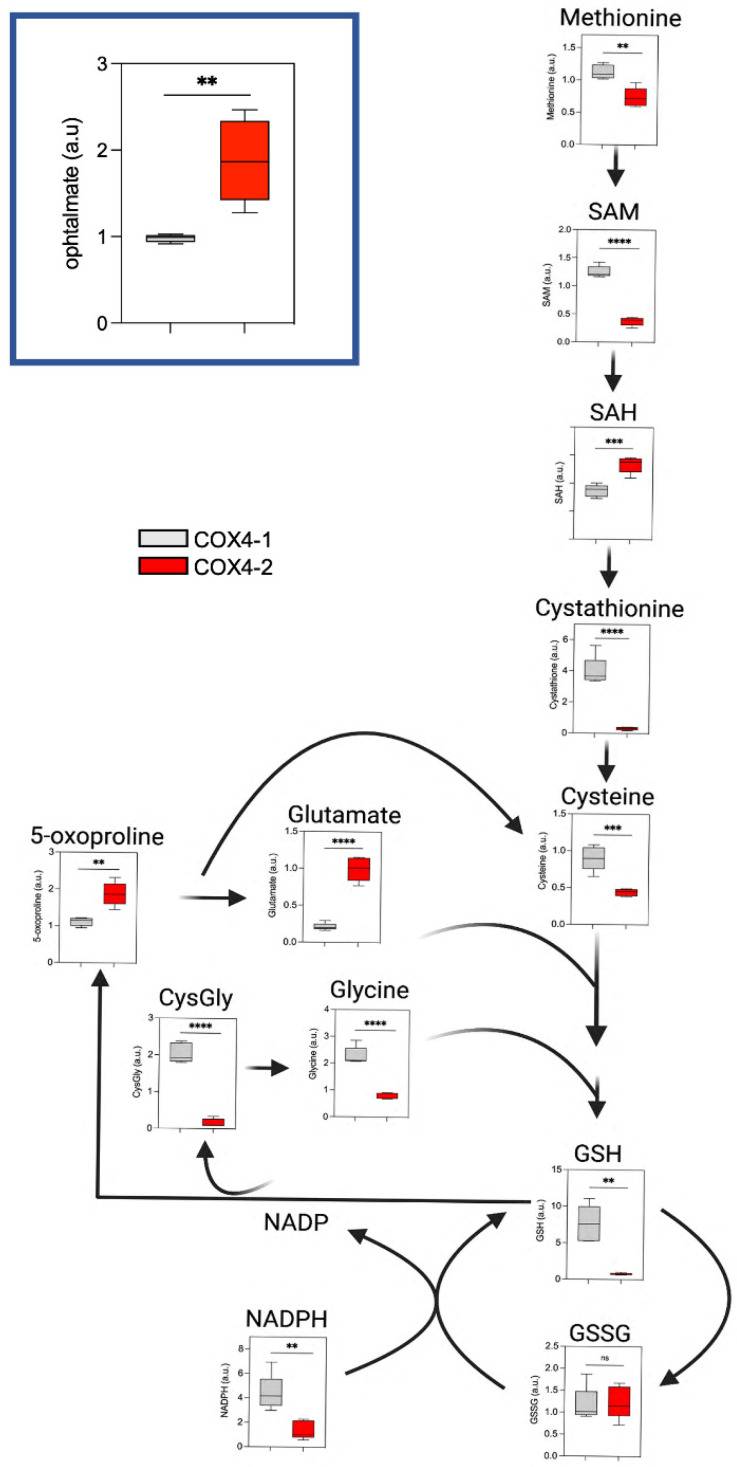 3
2
1
0
ophtalmate (a.u)
**
Methionine
1.5
1.0
0.5
0.0
Methionine (a.u.)
**
SAM
2.0
1.5
1.0
0.5
0.0
SAM (a.u.)
****
SAH
SAH (a.u.)
***
COX4-1
COX4-2
Cystathionine
6
4
2
0
Cystathione (a.u.)
****
Cysteine
1.5
1.0
0.5
0.0
Cysteine (a.u.)
***
Glutamate
1.5
1.0
0.5
0.0
Glutamate (a.u.)
****
5-oxoproline
3
2
1
0
5-oxoproline (a.u.)
**
CysGly
3
2
1
0
CysGly (a.u.)
****
Glycine
4
3
2
1
0
Glycine (a.u.)
****
GSH
15
10
5
0
GSH (a.u.)
**
NADP
NADPH
8
6
4
2
0
NADPH (a.u.)
**
GSSG
2.5
2.0
1.5
1.0
0.5
0.0
GSSG (a.u.)
ns